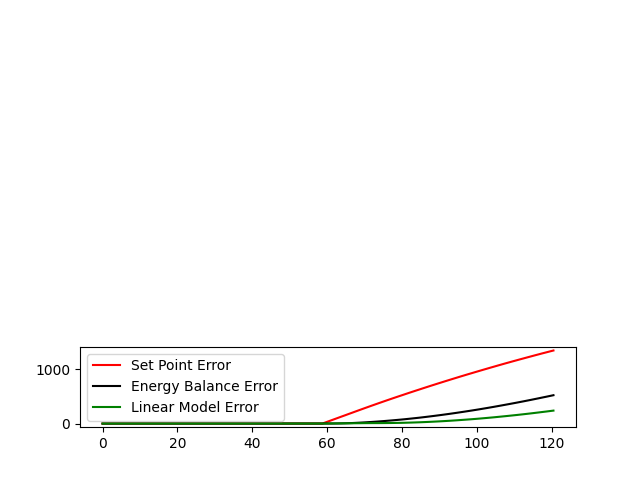 Set Point Error
1000
Energy Balance Error
Linear Model Error
0
0 20 40 60 80 100 120